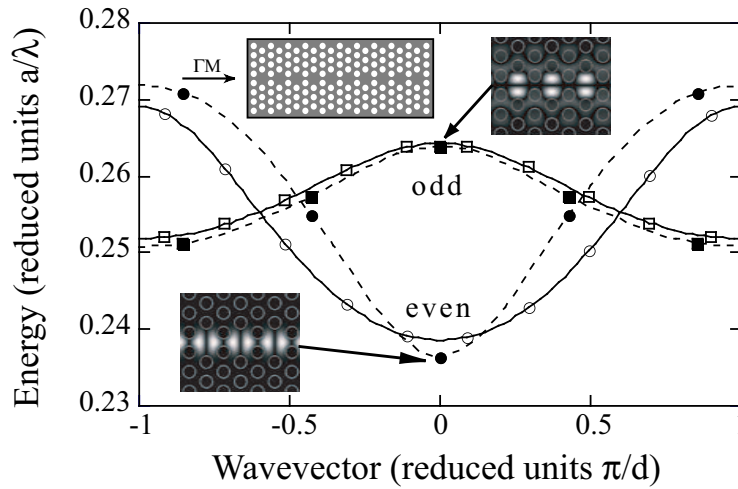 0.28
0.27
0.26
0.25
0.24
0.23
Energy (reduced units a/λ)
ΓM
odd
even
-1
-0.5
0
0.5
Wavevector (reduced units π/d)